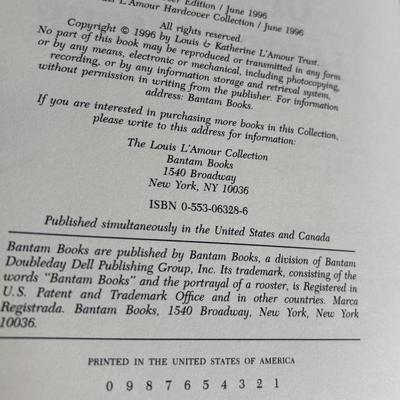 er Edition / June 1996
L'Amour Hardcover Collection / June 1996
All rights reserved.
Copyright © 1996 by Louis & Katherine L'Amour Trust.
No part of this book may be reproduced or transmitted in any form
or by any means, electronic or mechanical, including photocopying,
recording, or by any information storage and retrieval system,
without permission in writing from the publisher. For information
address: Bantam Books.
If you are interested in purchasing more books in this Collection,
please write to this address for information:
The Louis L'Amour Collection
Bantam Books
1540 Broadway
New York, NY 10036
ISBN 0-553-06328-6
Published simultaneously in the United States and Canada
Bantam Books are published by Bantam Books, a division of Bantam
Doubleday Dell Publishing Group, Inc. Its trademark, consisting of the
words "Bantam Books" and the portrayal of a rooster, is Registered in
U.S. Patent and Trademark Office and in other countries. Marca
Registrada. Bantam Books, 1540 Broadway, New York, New York
10036.
PRINTED IN THE UNITED STATES OF AMERICA
0 9 8 7 6 5 4 3 2 1